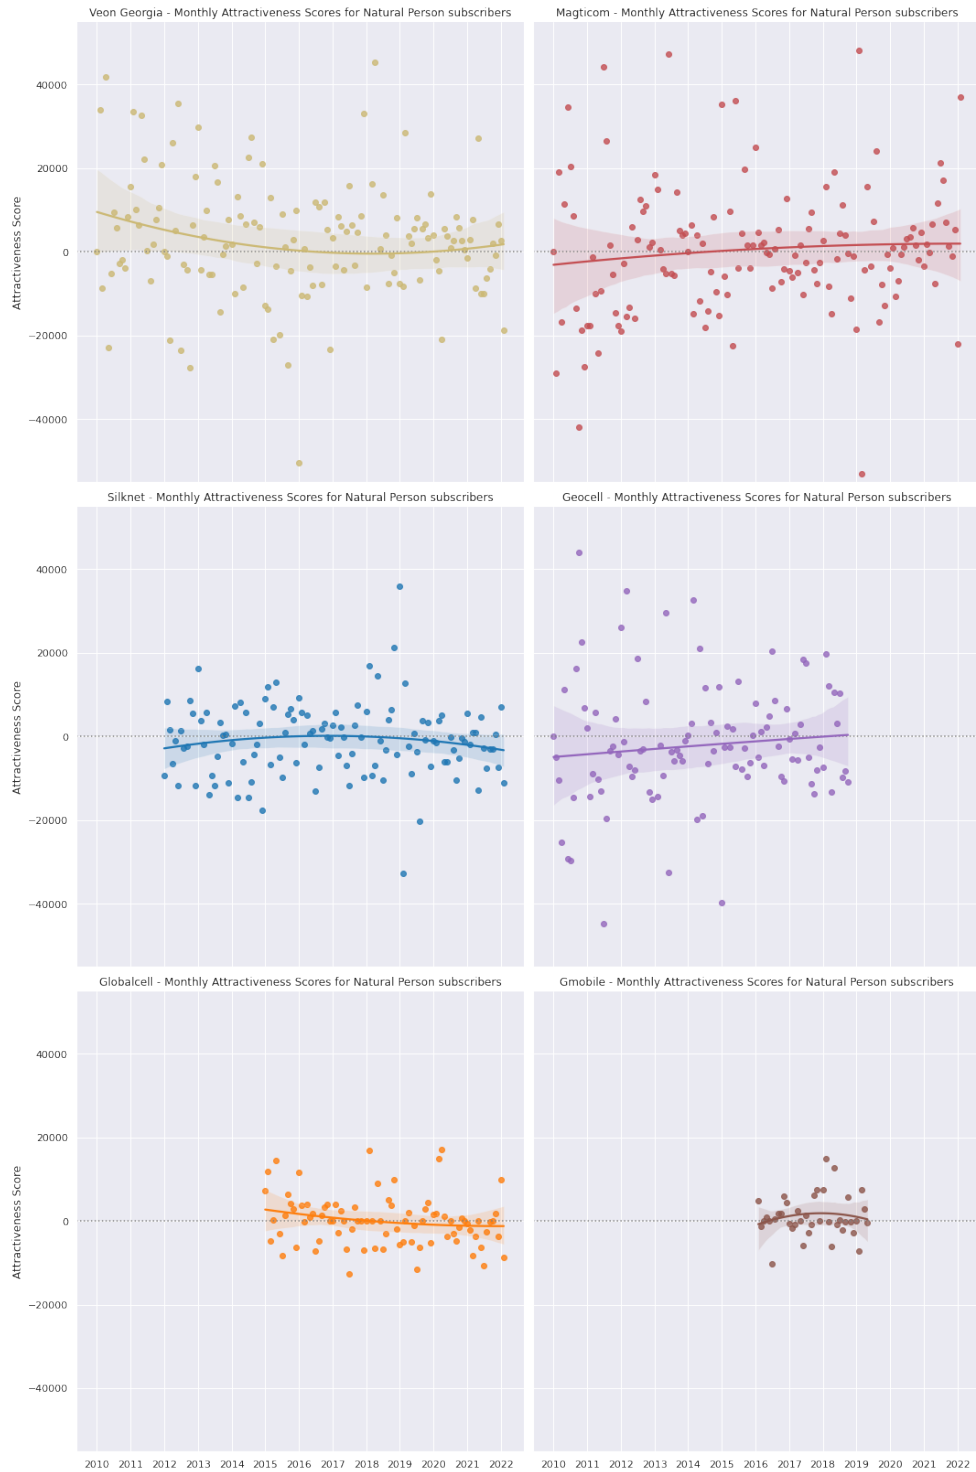 Veon Georgia - Monthly Attractiveness Scores for Natural Person subscribers
Magticom - Monthly Attractiveness Scores for Natural Person subscribers
Attractiveness Score
40000
20000
0
−20000
−40000
Silknet - Monthly Attractiveness Scores for Natural Person subscribers
Geocell - Monthly Attractiveness Scores for Natural Person subscribers
Attractiveness Score
40000
20000
0
−20000
−40000
Globalcell - Monthly Attractiveness Scores for Natural Person subscribers
Gmobile - Monthly Attractiveness Scores for Natural Person subscribers
Attractiveness Score
40000
20000
0
−20000
−40000
2010 2011 2012 2013 2014 2015 2016 2017 2018 2019 2020 2021 2022
2010 2011 2012 2013 2014 2015 2016 2017 2018 2019 2020 2021 2022